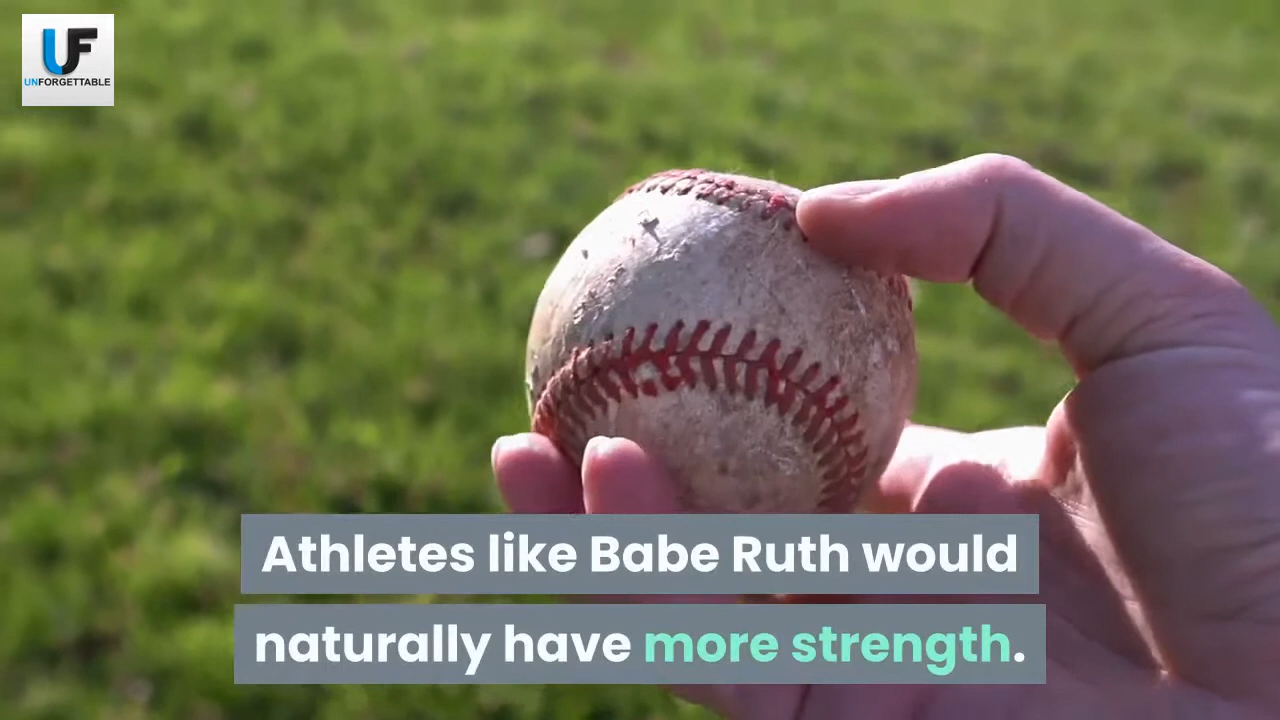 UF
UNFORGETTABLE
Athletes like Babe Ruth would
naturally have more strength.